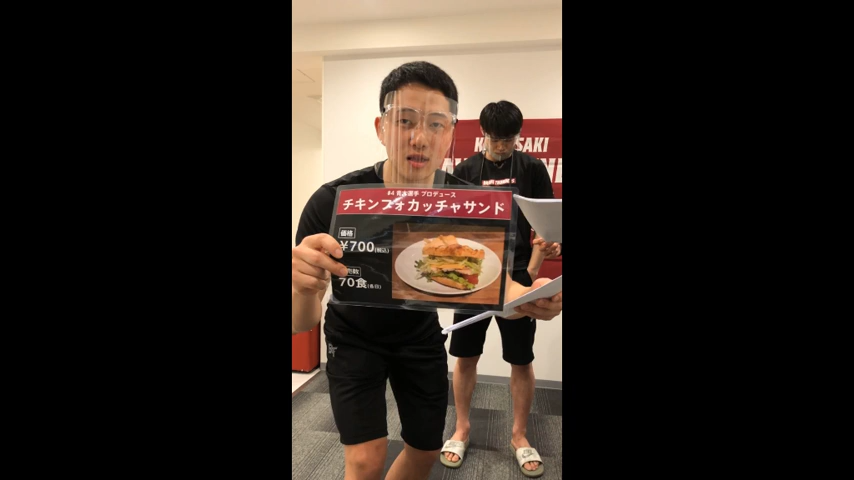 KAWASAKI
#4 青木選手 プロデュース
チキンフォカッチャサンド
価格
¥700(税込)
70食(各日)